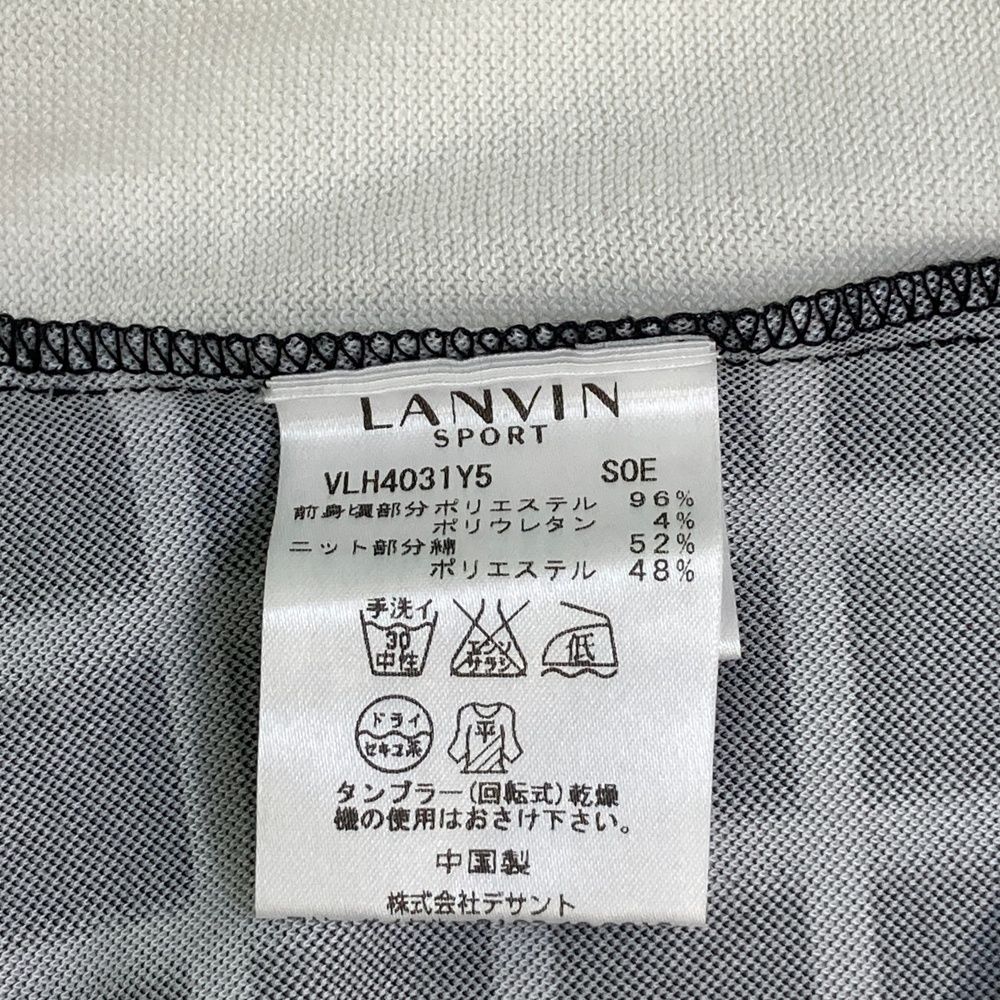 LANVIN
SPORT
VLH4031Y5 SOE
前身頃部分ポリエステル 96%
ポリウレタン 4%
ニット部分綿 52%
ポリエステル 48%
手洗イ
30
中性
エンソ
サラシ
低
ドライ
セキユ系
平
タンブラー(回転式)乾燥
機の使用はおさけ下さい。
中国製
株式会社デサント